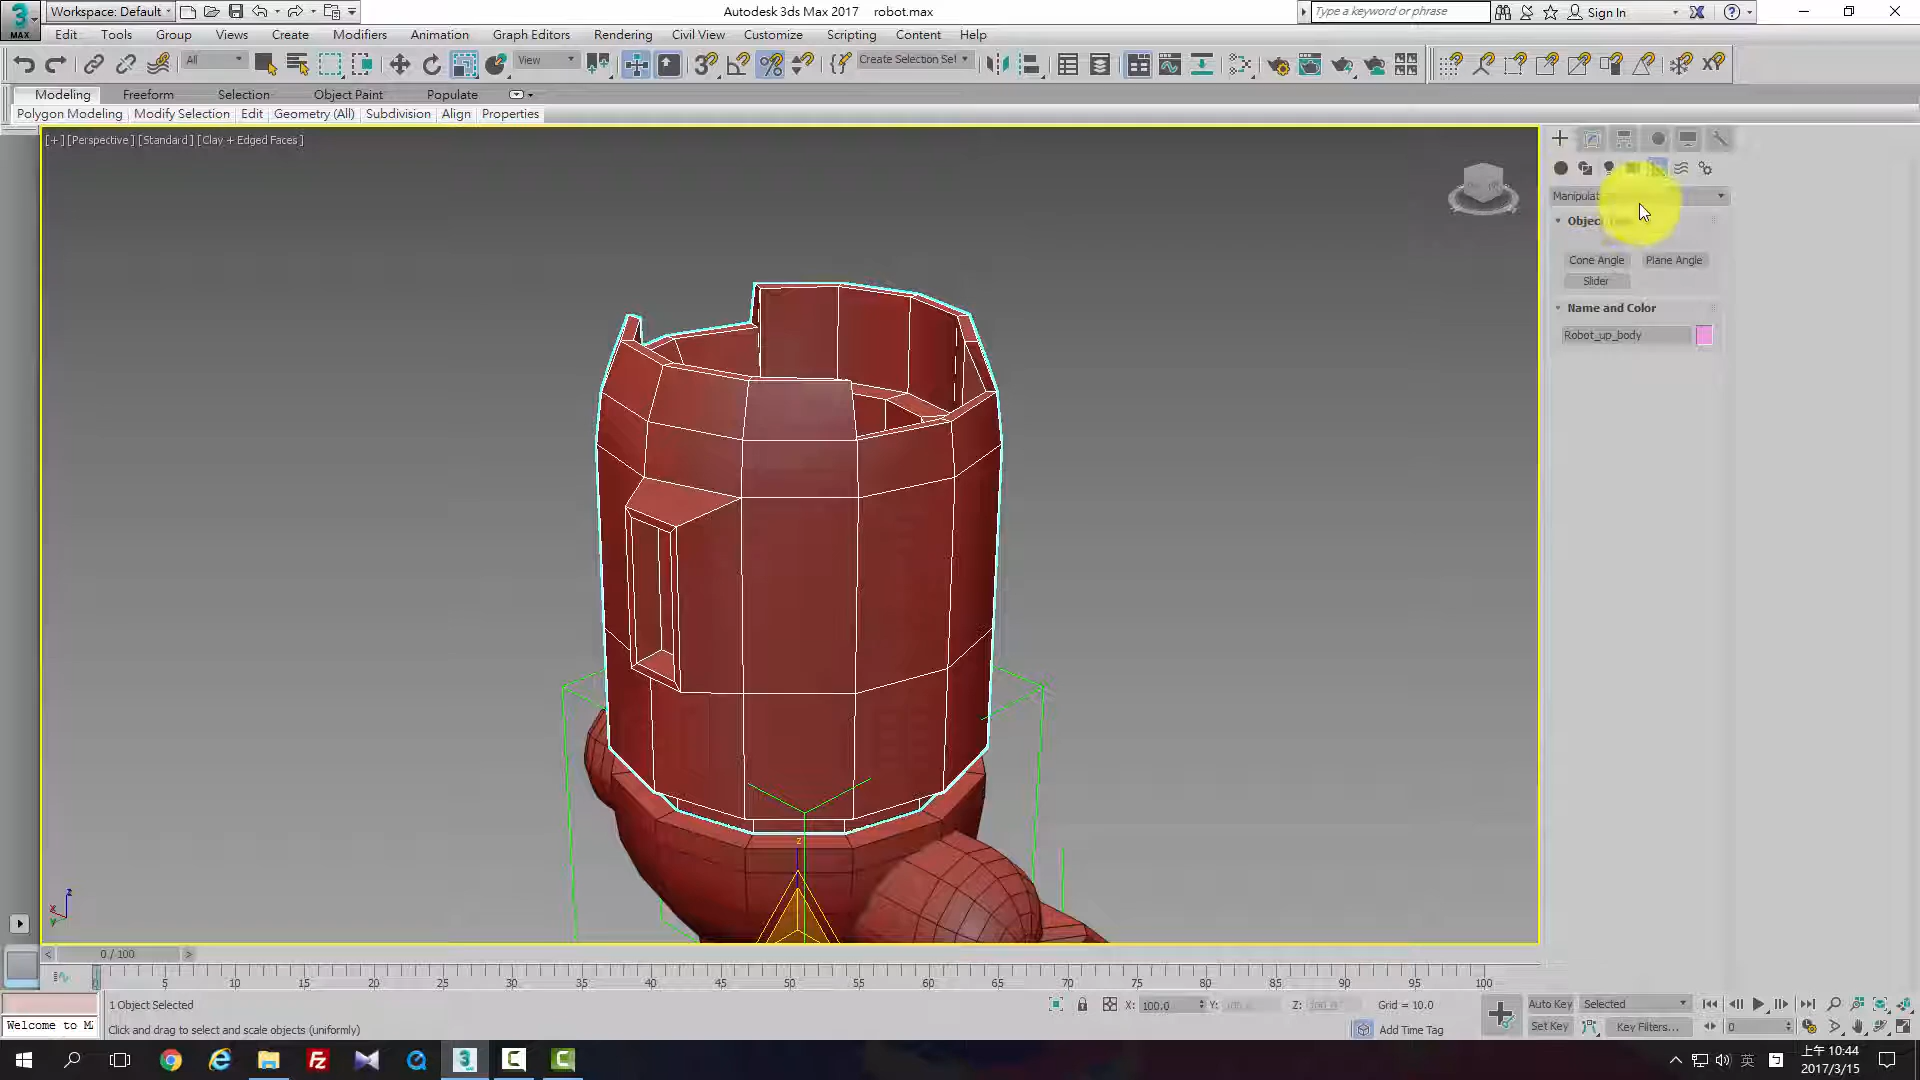 3 Workspace: Default Autodesk 3ds Max 2017 robot.max Type a keyword or phrase Sign In
MAX
Edit Tools Group Views Create Modifiers Animation Graph Editors Rendering Civil View Customize Scripting Content Help
All View Create Selection Set
Modeling Freeform Selection Object Paint Populate
Polygon Modeling Modify Selection Edit Geometry (All) Subdivision Align Properties
[+] [Perspective] [Standard] [Clay + Edged Faces]
Cone Angle Plane Angle
Slider
Name and Color
Robot_up_body
0 / 100
5 10 15 20 25 30 35 40 45 50 55 60 65 70 75 80 85 90 95 100
1 Object Selected X: 100.0 Y: 100.0 Z: 100.0 Grid = 10.0 Auto Key Selected
Welcome to M Click and drag to select and scale objects (uniformly) Add Time Tag Set Key Key Filters... 0
英 上午 10:44
2017/3/15